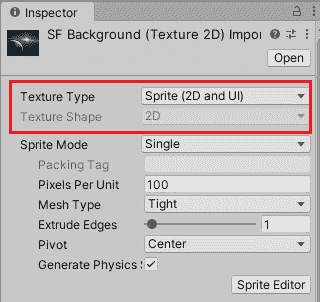 Inspector
SF Background (Texture 2D) Impor
Open
Texture Type Sprite (2D and UI)
Texture Shape 2D
Sprite Mode Single
Packing Tag
Pixels Per Unit 100
Mesh Type Tight
Extrude Edges 1
Pivot Center
Generate Physics S
Sprite Editor